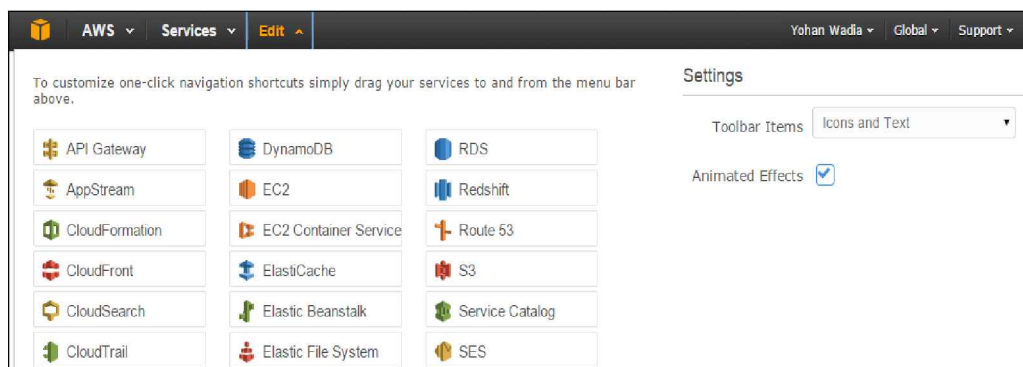 AWS Services Edit Yohan Wadia Global Support
To customize one-click navigation shortcuts simply drag your services to and from the menu bar
above.
API Gateway DynamoDB RDS
AppStream EC2 Redshift
CloudFormation EC2 Container Service Route 53
CloudFront ElastiCache S3
CloudSearch Elastic Beanstalk Service Catalog
CloudTrail Elastic File System SES
Settings
Toolbar Items Icons and Text
Animated Effects